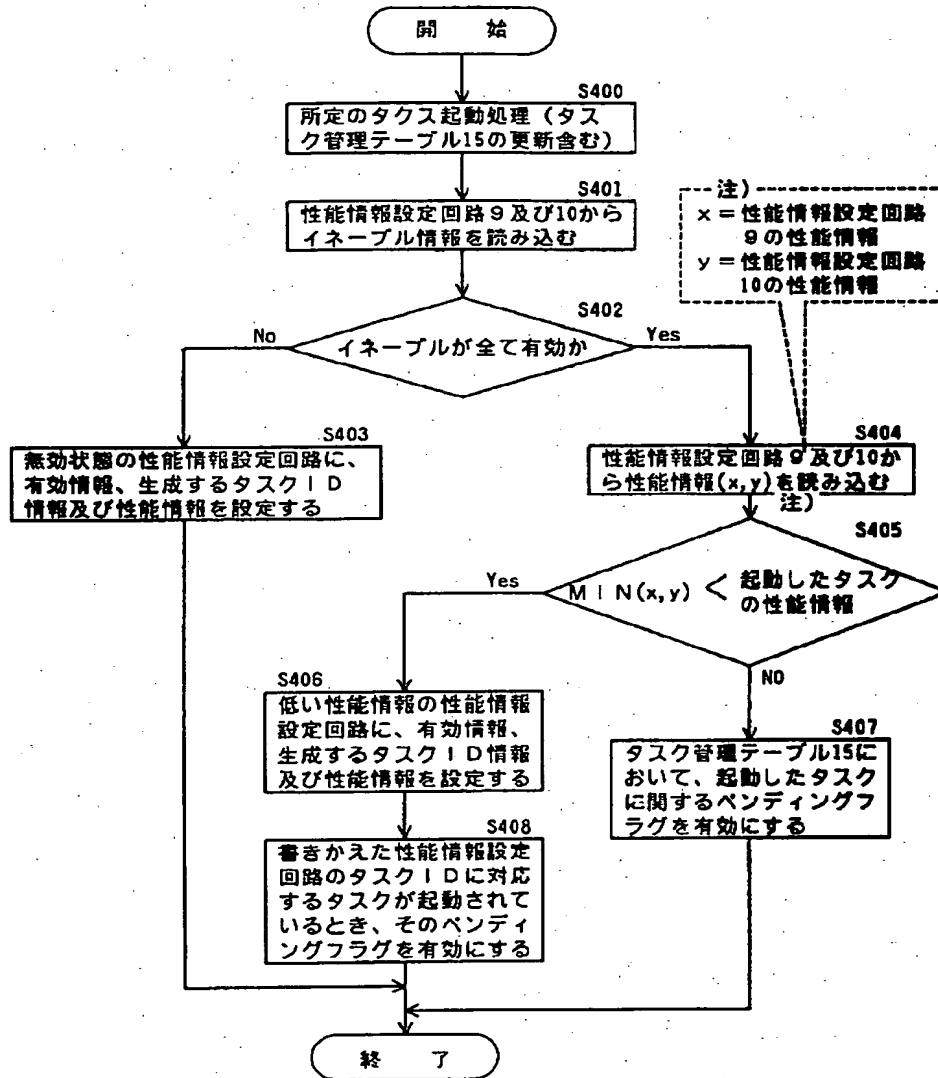 開 始
S400
所定のタクス起動処理（タス
ク管理テーブル15の更新含む）
S401
性能情報設定回路9及び10から
イネーブル情報を読み込む
注）
x＝性能情報設定回路
9の性能情報
y＝性能情報設定回路
10の性能情報
S402
イネーブルが全て有効か
No
Yes
S403
無効状態の性能情報設定回路に、
有効情報、生成するタスクID
情報及び性能情報を設定する
S404
性能情報設定回路9及び10か
ら性能情報(x,y)を読み込む
注）
S405
MIN(x,y) < 起動したタスク
の性能情報
Yes
NO
S406
低い性能情報の性能情報
設定回路に、有効情報、
生成するタスクID情報
及び性能情報を設定する
S407
タスク管理テーブル15に
おいて、起動したタスク
に関するペンディングフ
ラグを有効にする
S408
書きかえた性能情報設定
回路のタスクIDに対応
するタスクが起動されて
いるとき、そのペンディ
ングフラグを有効にする
終 了